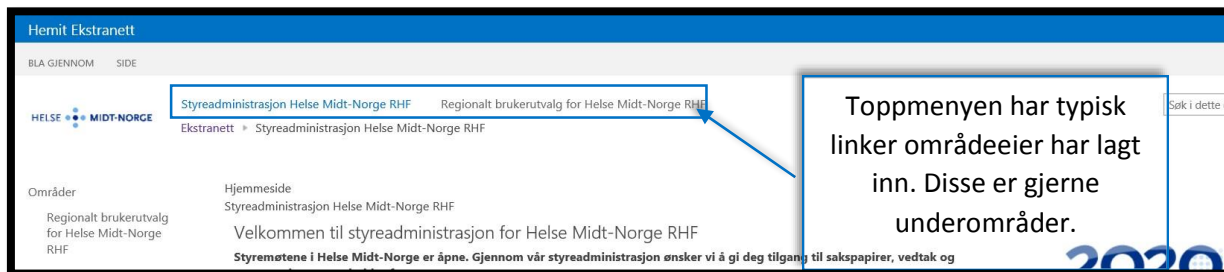 Hemit Ekstranett
BLA GJENNOM SIDE
HELSE MIDT-NORGE
Styreadministrasjon Helse Midt-Norge RHF Regionalt brukerutvalg for Helse Midt-Norge RHF
Søk i dette
Ekstranett ▸ Styreadministrasjon Helse Midt-Norge RHF
Toppmenyen har typisk
linker områdeeier har lagt
inn. Disse er gjerne
underområder.
Områder
Regionalt brukerutvalg
for Helse Midt-Norge
RHF
Hjemmeside
Styreadministrasjon Helse Midt-Norge RHF
Velkommen til styreadministrasjon for Helse Midt-Norge RHF
Styremøtene i Helse Midt-Norge er åpne. Gjennom vår styreadministrasjon ønsker vi å gi deg tilgang til sakspapirer, vedtak og
2020